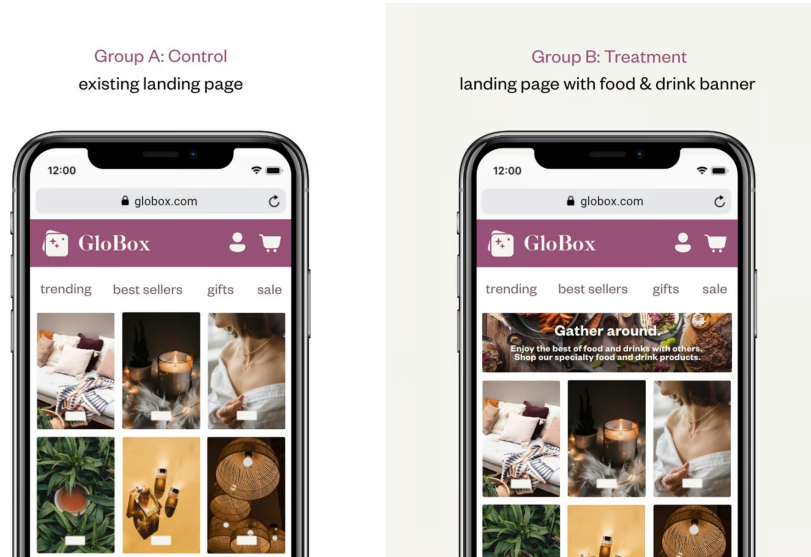 Group A: Control
existing landing page
12:00
globox.com
GloBox
trending best sellers gifts sale
Group B: Treatment
landing page with food & drink banner
12:00
globox.com
GloBox
trending best sellers gifts sale
Gather around.
Enjoy the best of food and drinks with others.
Shop our specialty food and drink products.